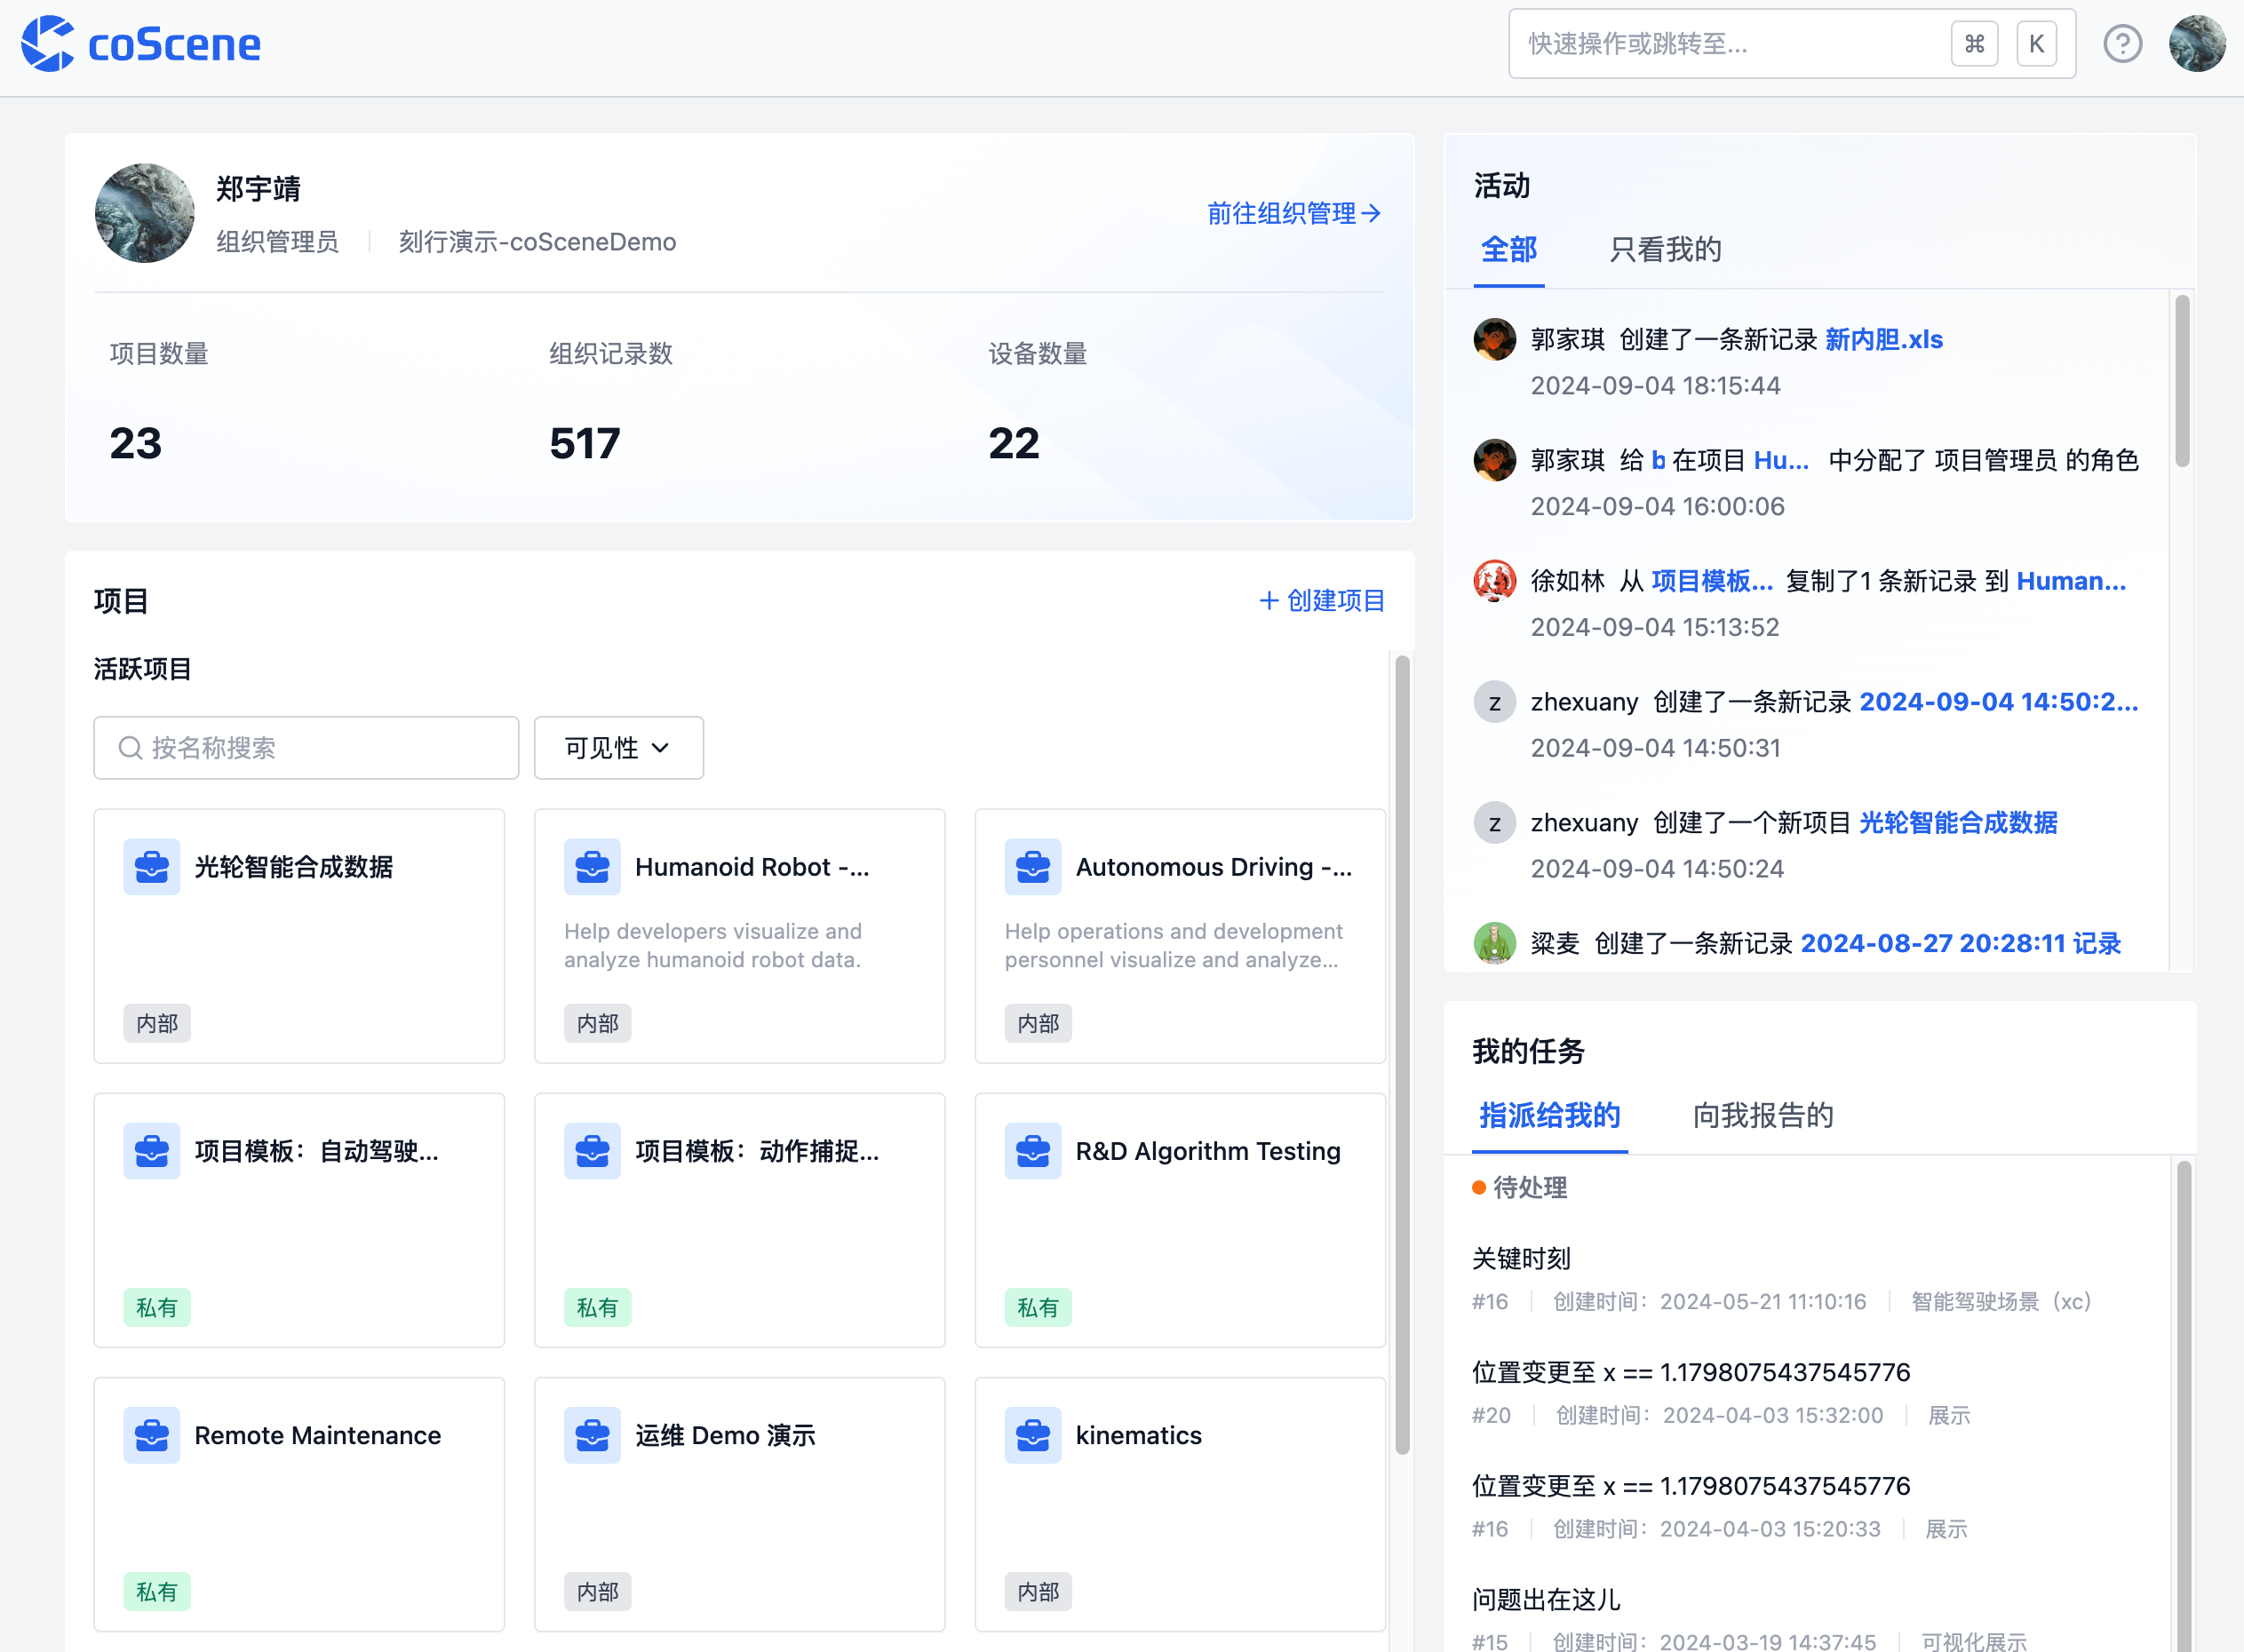 coScene
快速操作或跳转至... ⌘ K
郑宇靖
组织管理员 刻行演示-coSceneDemo
前往组织管理
项目数量 组织记录数 设备数量
23 517 22
项目
+ 创建项目
活跃项目
按名称搜索 可见性
光轮智能合成数据
内部
Humanoid Robot -...
Help developers visualize and
analyze humanoid robot data.
内部
Autonomous Driving -...
Help operations and development
personnel visualize and analyze...
内部
项目模板：自动驾驶...
私有
项目模板：动作捕捉...
私有
R&D Algorithm Testing
私有
Remote Maintenance
私有
运维 Demo 演示
内部
kinematics
内部
活动
全部 只看我的
郭家琪 创建了一条新记录 新内胆.xls
2024-09-04 18:15:44
郭家琪 给 b 在项目 Hu... 中分配了 项目管理员 的角色
2024-09-04 16:00:06
徐如林 从 项目模板... 复制了1 条新记录 到 Human...
2024-09-04 15:13:52
z zhexuany 创建了一条新记录 2024-09-04 14:50:2...
2024-09-04 14:50:31
z zhexuany 创建了一个新项目 光轮智能合成数据
2024-09-04 14:50:24
粱麦 创建了一条新记录 2024-08-27 20:28:11 记录
我的任务
指派给我的 向我报告的
待处理
关键时刻
#16 创建时间：2024-05-21 11:10:16 智能驾驶场景（xc）
位置变更至 x == 1.1798075437545776
#20 创建时间：2024-04-03 15:32:00 展示
位置变更至 x == 1.1798075437545776
#16 创建时间：2024-04-03 15:20:33 展示
问题出在这儿
#15 创建时间：2024-03-19 14:37:45 可视化展示